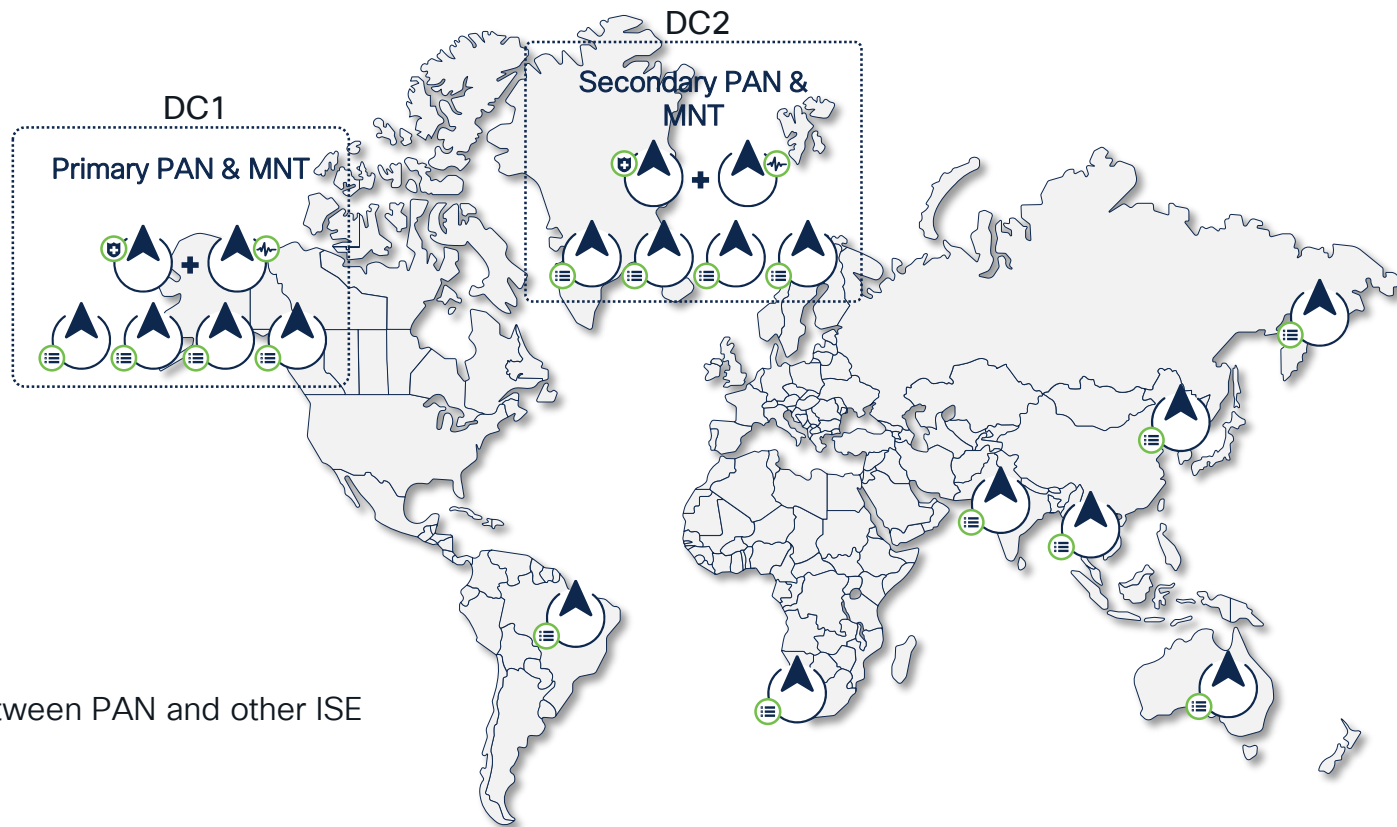 DC2
Secondary PAN &
MNT
DC1
Primary PAN & MNT
+
+
tween PAN and other ISE